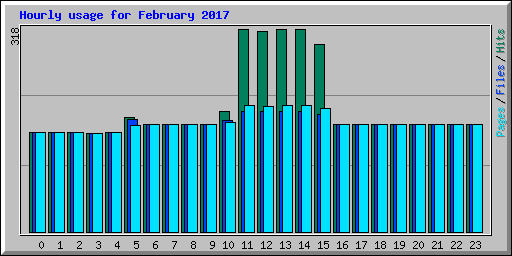 Hourly usage for February 2017
318
Pages / Files / Hits
0 1 2 3 4 5 6 7 8 9 10 11 12 13 14 15 16 17 18 19 20 21 22 23